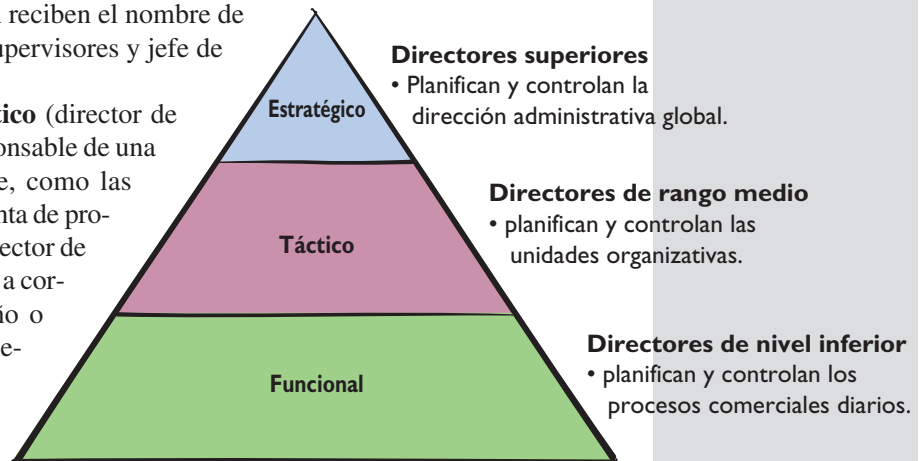 reciben el nombre de
upervisores y jefe de
tico (director de
onsable de una
e, como las
nta de pro-
ector de
a cor-
ño o
e-
Estratégico
Táctico
Funcional
Directores superiores
• Planifican y controlan la
dirección administrativa global.
Directores de rango medio
• planifican y controlan las
unidades organizativas.
Directores de nivel inferior
• planifican y controlan los
procesos comerciales diarios.